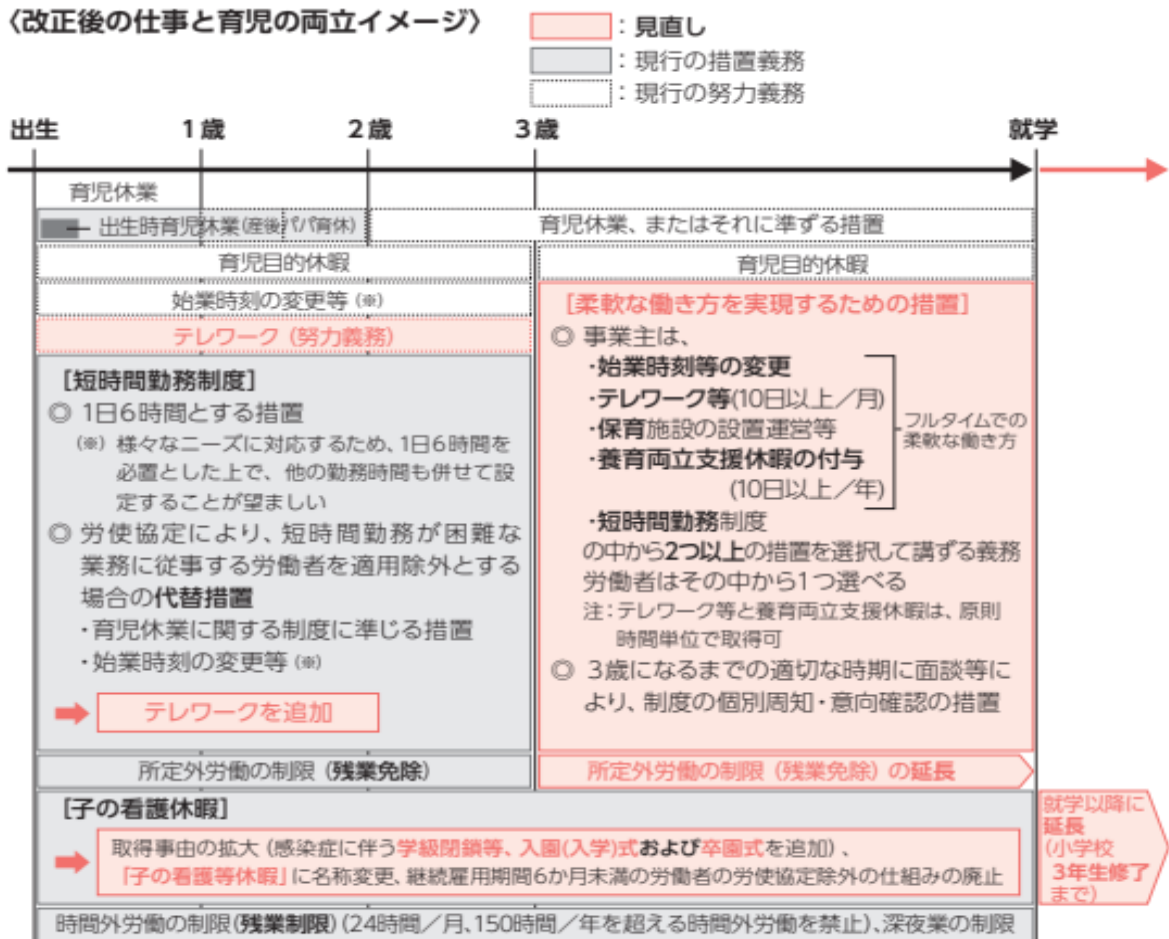 〈改正後の仕事と育児の両立イメージ〉
：見直し
：現行の措置義務
：現行の努力義務
出生
1歳
2歳
3歳
就学
育児休業
出生時育児休業(産後パパ育休)
育児休業、またはそれに準ずる措置
育児目的休暇
育児目的休暇
始業時刻の変更等(※)
テレワーク(努力義務)
[短時間勤務制度]
◎ 1日6時間とする措置
(※) 様々なニーズに対応するため、1日6時間を
必置とした上で、他の勤務時間も併せて設
定することが望ましい
◎ 労使協定により、短時間勤務が困難な
業務に従事する労働者を適用除外とする
場合の代替措置
・育児休業に関する制度に準じる措置
・始業時刻の変更等(※)
テレワークを追加
[柔軟な働き方を実現するための措置]
◎ 事業主は、
・始業時刻等の変更
・テレワーク等(10日以上／月)
・保育施設の設置運営等
・養育両立支援休暇の付与
(10日以上／年)
フルタイムでの
柔軟な働き方
・短時間勤務制度
の中から2つ以上の措置を選択して講ずる義務
労働者はその中から1つ選べる
注：テレワーク等と養育両立支援休暇は、原則
時間単位で取得可
◎ 3歳になるまでの適切な時期に面談等に
より、制度の個別周知・意向確認の措置
所定外労働の制限(残業免除)
所定外労働の制限(残業免除)の延長
[子の看護休暇]
取得事由の拡大(感染症に伴う学級閉鎖等、入園(入学)式および卒園式を追加)、
「子の看護等休暇」に名称変更、継続雇用期間6か月未満の労働者の労使協定除外の仕組みの廃止
就学以降に
延長
(小学校
3年生修了
まで)
時間外労働の制限(残業制限)(24時間／月、150時間／年を超える時間外労働を禁止)、深夜業の制限